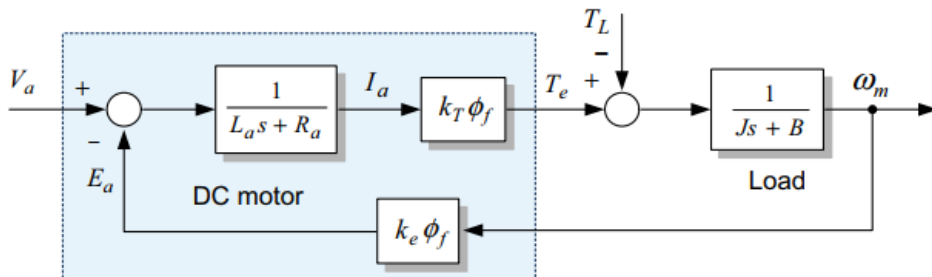 T_L
−
V_a
+
−
1
L_a s + R_a
I_a
k_T ϕ_f
T_e
+
1
Js + B
ω_m
E_a
DC motor
Load
k_e ϕ_f